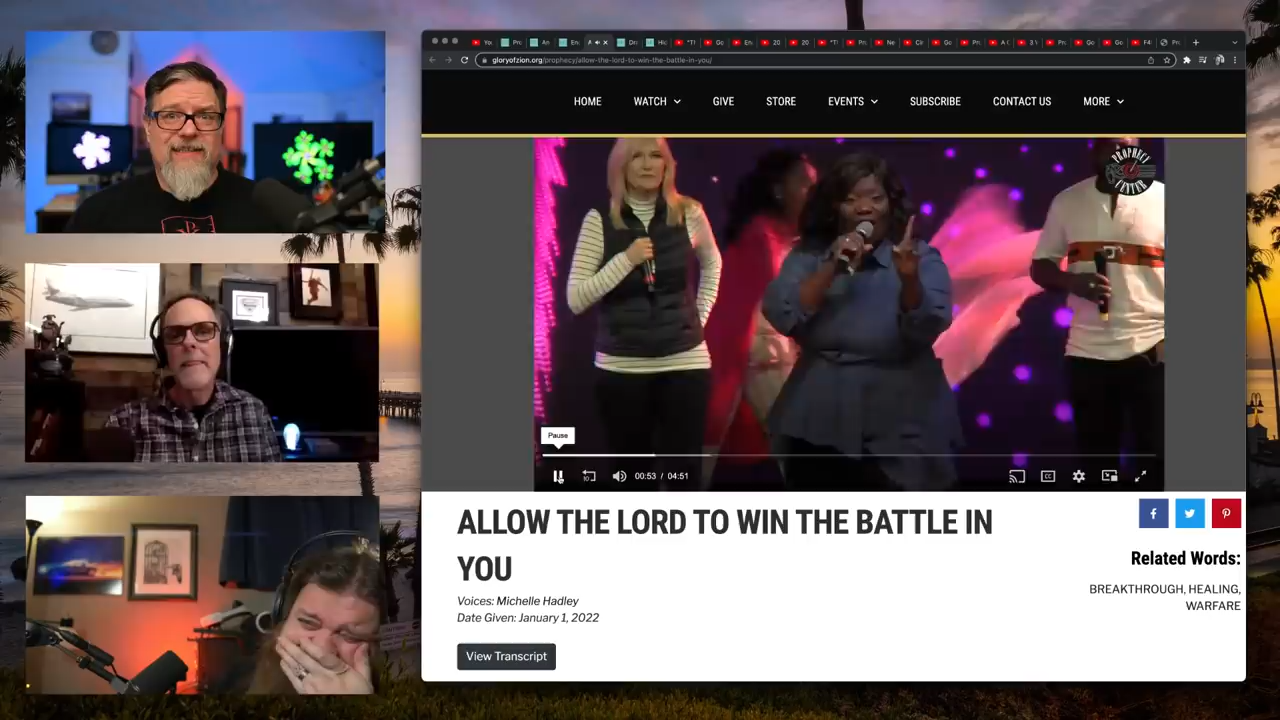 gloryofzion.org/prophecy/allow-the-lord-to-win-the-battle-in-you/
HOME WATCH GIVE STORE EVENTS SUBSCRIBE CONTACT US MORE
PROPHECY
CENTER
Pause
00:53 / 04:51
ALLOW THE LORD TO WIN THE BATTLE IN
YOU
Voices: Michelle Hadley
Date Given: January 1, 2022
View Transcript
Related Words:
BREAKTHROUGH, HEALING,
WARFARE